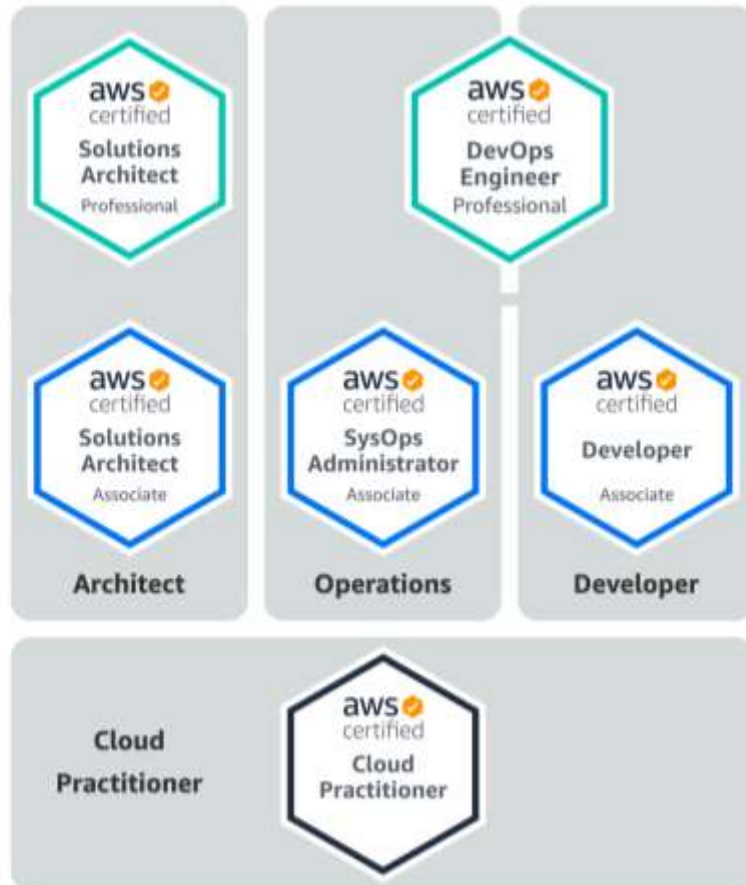 aws
certified
Solutions
Architect
Professional
aws
certified
DevOps
Engineer
Professional
aws
certified
Solutions
Architect
Associate
Architect
aws
certified
SysOps
Administrator
Associate
Operations
aws
certified
Developer
Associate
Developer
Cloud
Practitioner
aws
certified
Cloud
Practitioner